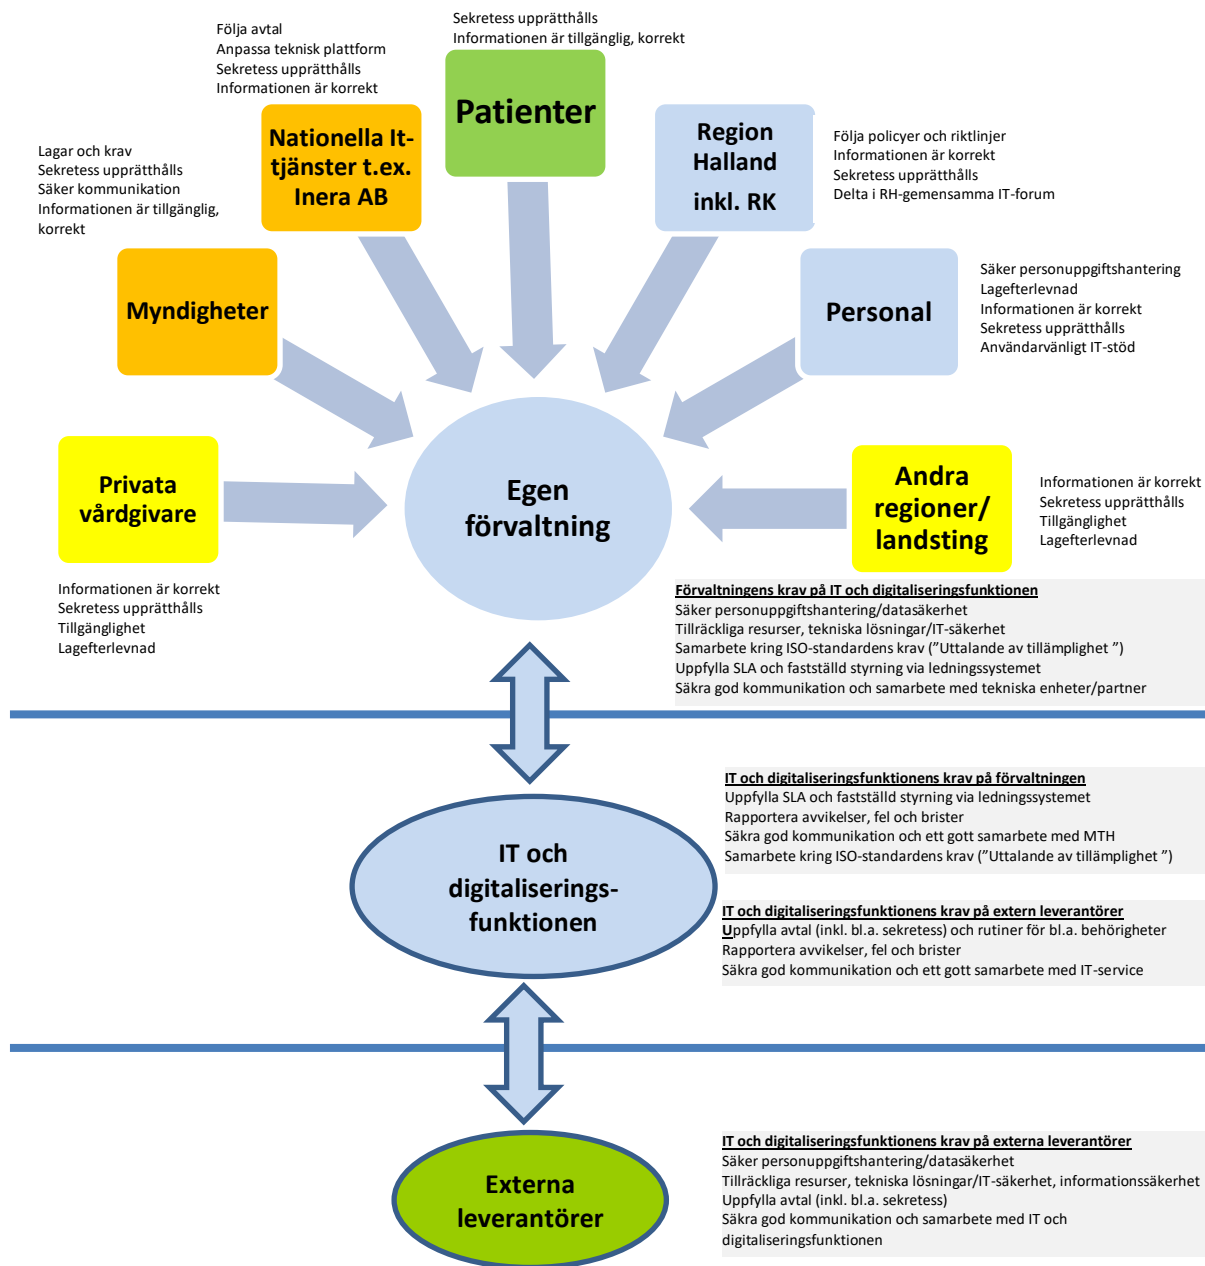 Sekretess upprätthålls
Informationen är tillgänglig, korrekt
Patienter
Följa avtal
Anpassa teknisk plattform
Sekretess upprätthålls
Informationen är korrekt
Nationella It-
tjänster t.ex.
Inera AB
Region
Halland
inkl. RK
Följa policyer och riktlinjer
Informationen är korrekt
Sekretess upprätthålls
Delta i RH-gemensamma IT-forum
Lagar och krav
Sekretess upprätthålls
Säker kommunikation
Informationen är tillgänglig,
korrekt
Myndigheter
Personal
Säker personuppgiftshantering
Lagefterlevnad
Informationen är korrekt
Sekretess upprätthålls
Användarvänligt IT-stöd
Privata
vårdgivare
Informationen är korrekt
Sekretess upprätthålls
Tillgänglighet
Lagefterlevnad
Egen
förvaltning
Andra
regioner/
landsting
Informationen är korrekt
Sekretess upprätthålls
Tillgänglighet
Lagefterlevnad
Förvaltningens krav på IT och digitaliseringsfunktionen
Säker personuppgiftshantering/datasäkerhet
Tillräckliga resurser, tekniska lösningar/IT-säkerhet
Samarbete kring ISO-standardens krav (”Uttalande av tillämplighet ”)
Uppfylla SLA och fastställd styrning via ledningssystemet
Säkra god kommunikation och samarbete med tekniska enheter/partner
IT och
digitaliserings-
funktionen
IT och digitaliseringsfunktionens krav på förvaltningen
Uppfylla SLA och fastställd styrning via ledningssystemet
Rapportera avvikelser, fel och brister
Säkra god kommunikation och ett gott samarbete med MTH
Samarbete kring ISO-standardens krav (”Uttalande av tillämplighet ”)
IT och digitaliseringsfunktionens krav på extern leverantörer
Uppfylla avtal (inkl. bl.a. sekretess) och rutiner för bl.a. behörigheter
Rapportera avvikelser, fel och brister
Säkra god kommunikation och ett gott samarbete med IT-service
Externa
leverantörer
IT och digitaliseringsfunktionens krav på externa leverantörer
Säker personuppgiftshantering/datasäkerhet
Tillräckliga resurser, tekniska lösningar/IT-säkerhet, informationssäkerhet
Uppfylla avtal (inkl. bl.a. sekretess)
Säkra god kommunikation och samarbete med IT och
digitaliseringsfunktionen